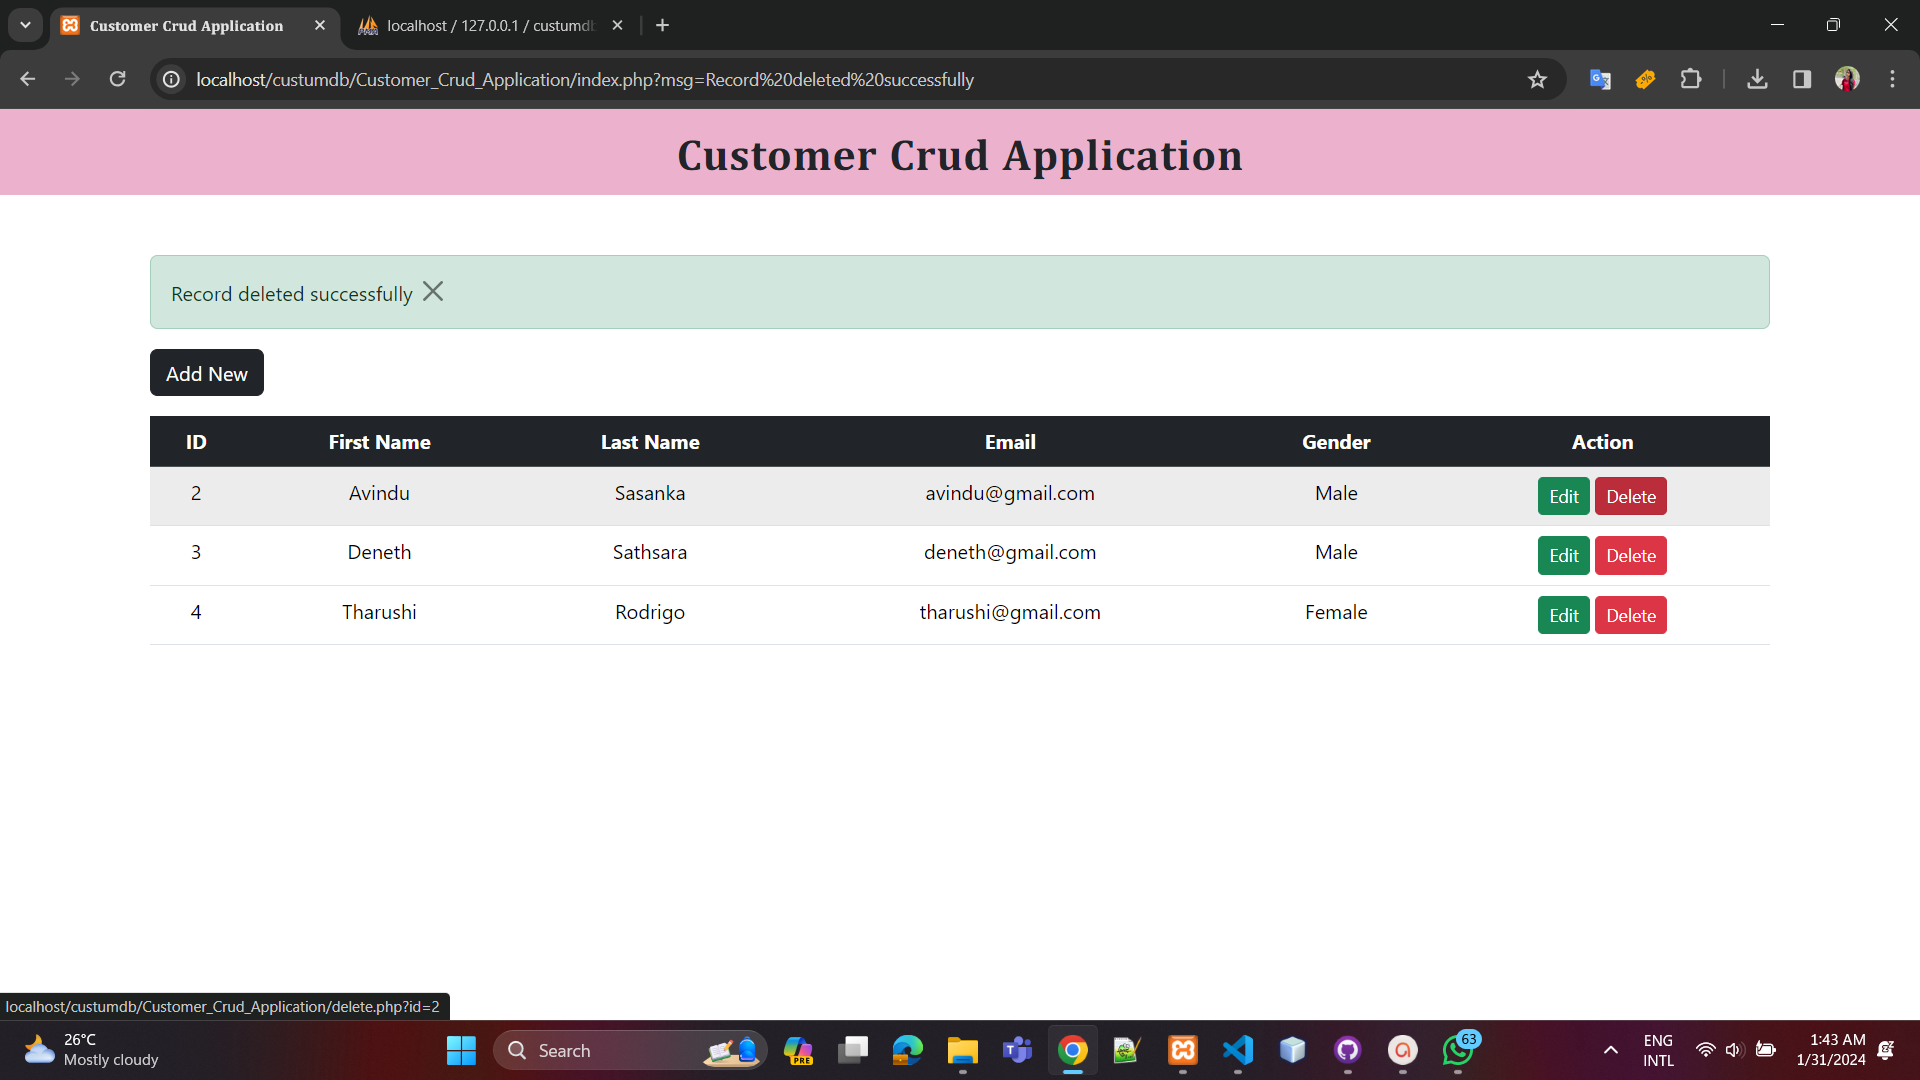 Customer Crud Application
localhost / 127.0.0.1 / custumdb
localhost/custumdb/Customer_Crud_Application/index.php?msg=Record%20deleted%20successfully
Customer Crud Application
Record deleted successfully
Add New
ID First Name Last Name Email Gender Action
2 Avindu Sasanka avindu@gmail.com Male Edit Delete
3 Deneth Sathsara deneth@gmail.com Male Edit Delete
4 Tharushi Rodrigo tharushi@gmail.com Female Edit Delete
localhost/custumdb/Customer_Crud_Application/delete.php?id=2
26°C
Mostly cloudy
Search
PRE
63
ENG
INTL
1:43 AM
1/31/2024